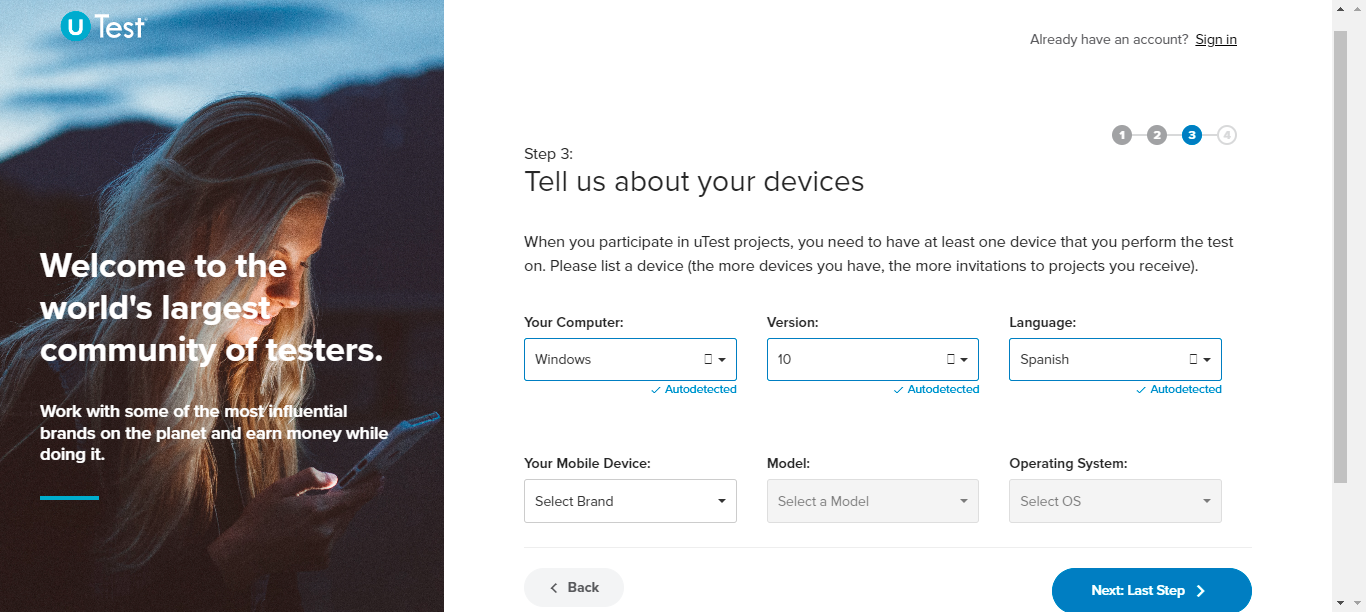 U Test
Already have an account? Sign in
1 2 3 4
Step 3:
Tell us about your devices
When you participate in uTest projects, you need to have at least one device that you perform the test
on. Please list a device (the more devices you have, the more invitations to projects you receive).
Welcome to the
world's largest
community of testers.
Work with some of the most influential
brands on the planet and earn money while
doing it.
Your Computer: Version: Language:
Windows 10 Spanish
Autodetected Autodetected Autodetected
Your Mobile Device: Model: Operating System:
Select Brand Select a Model Select OS
Back Next: Last Step